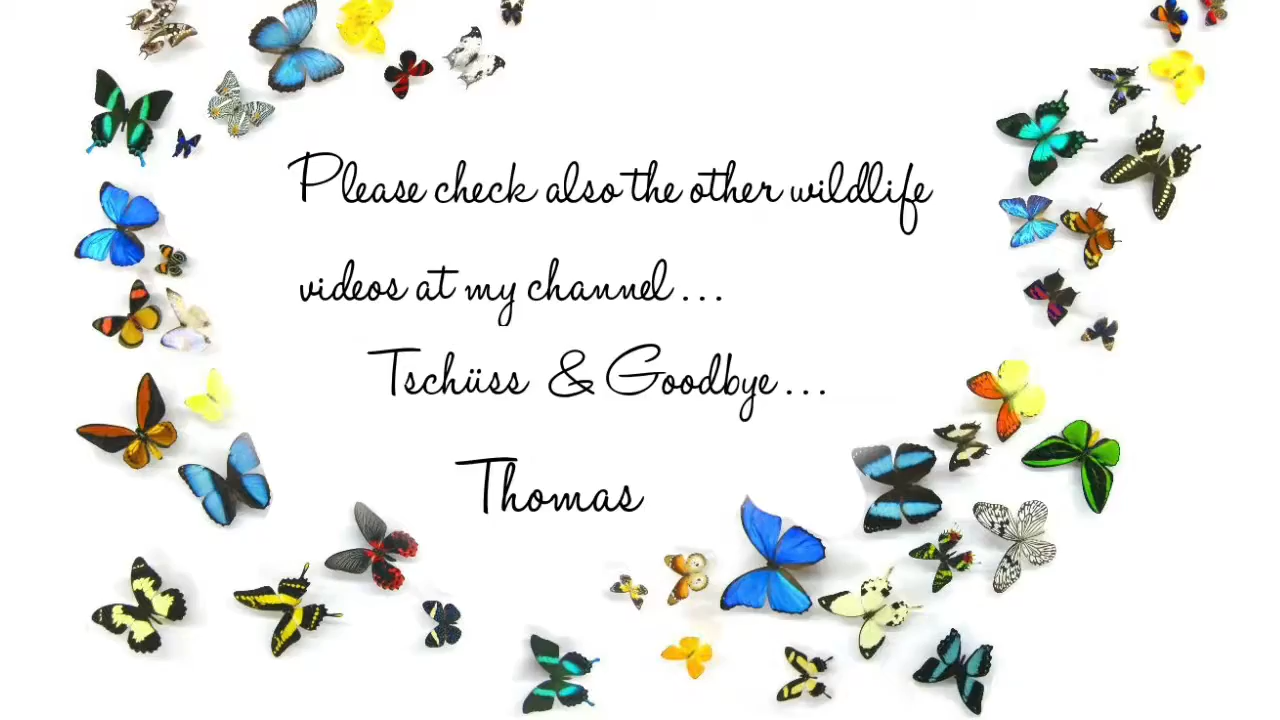 Please check also the other wildlife
videos at my channel ...
Tschüss & Goodbye ...
Thomas